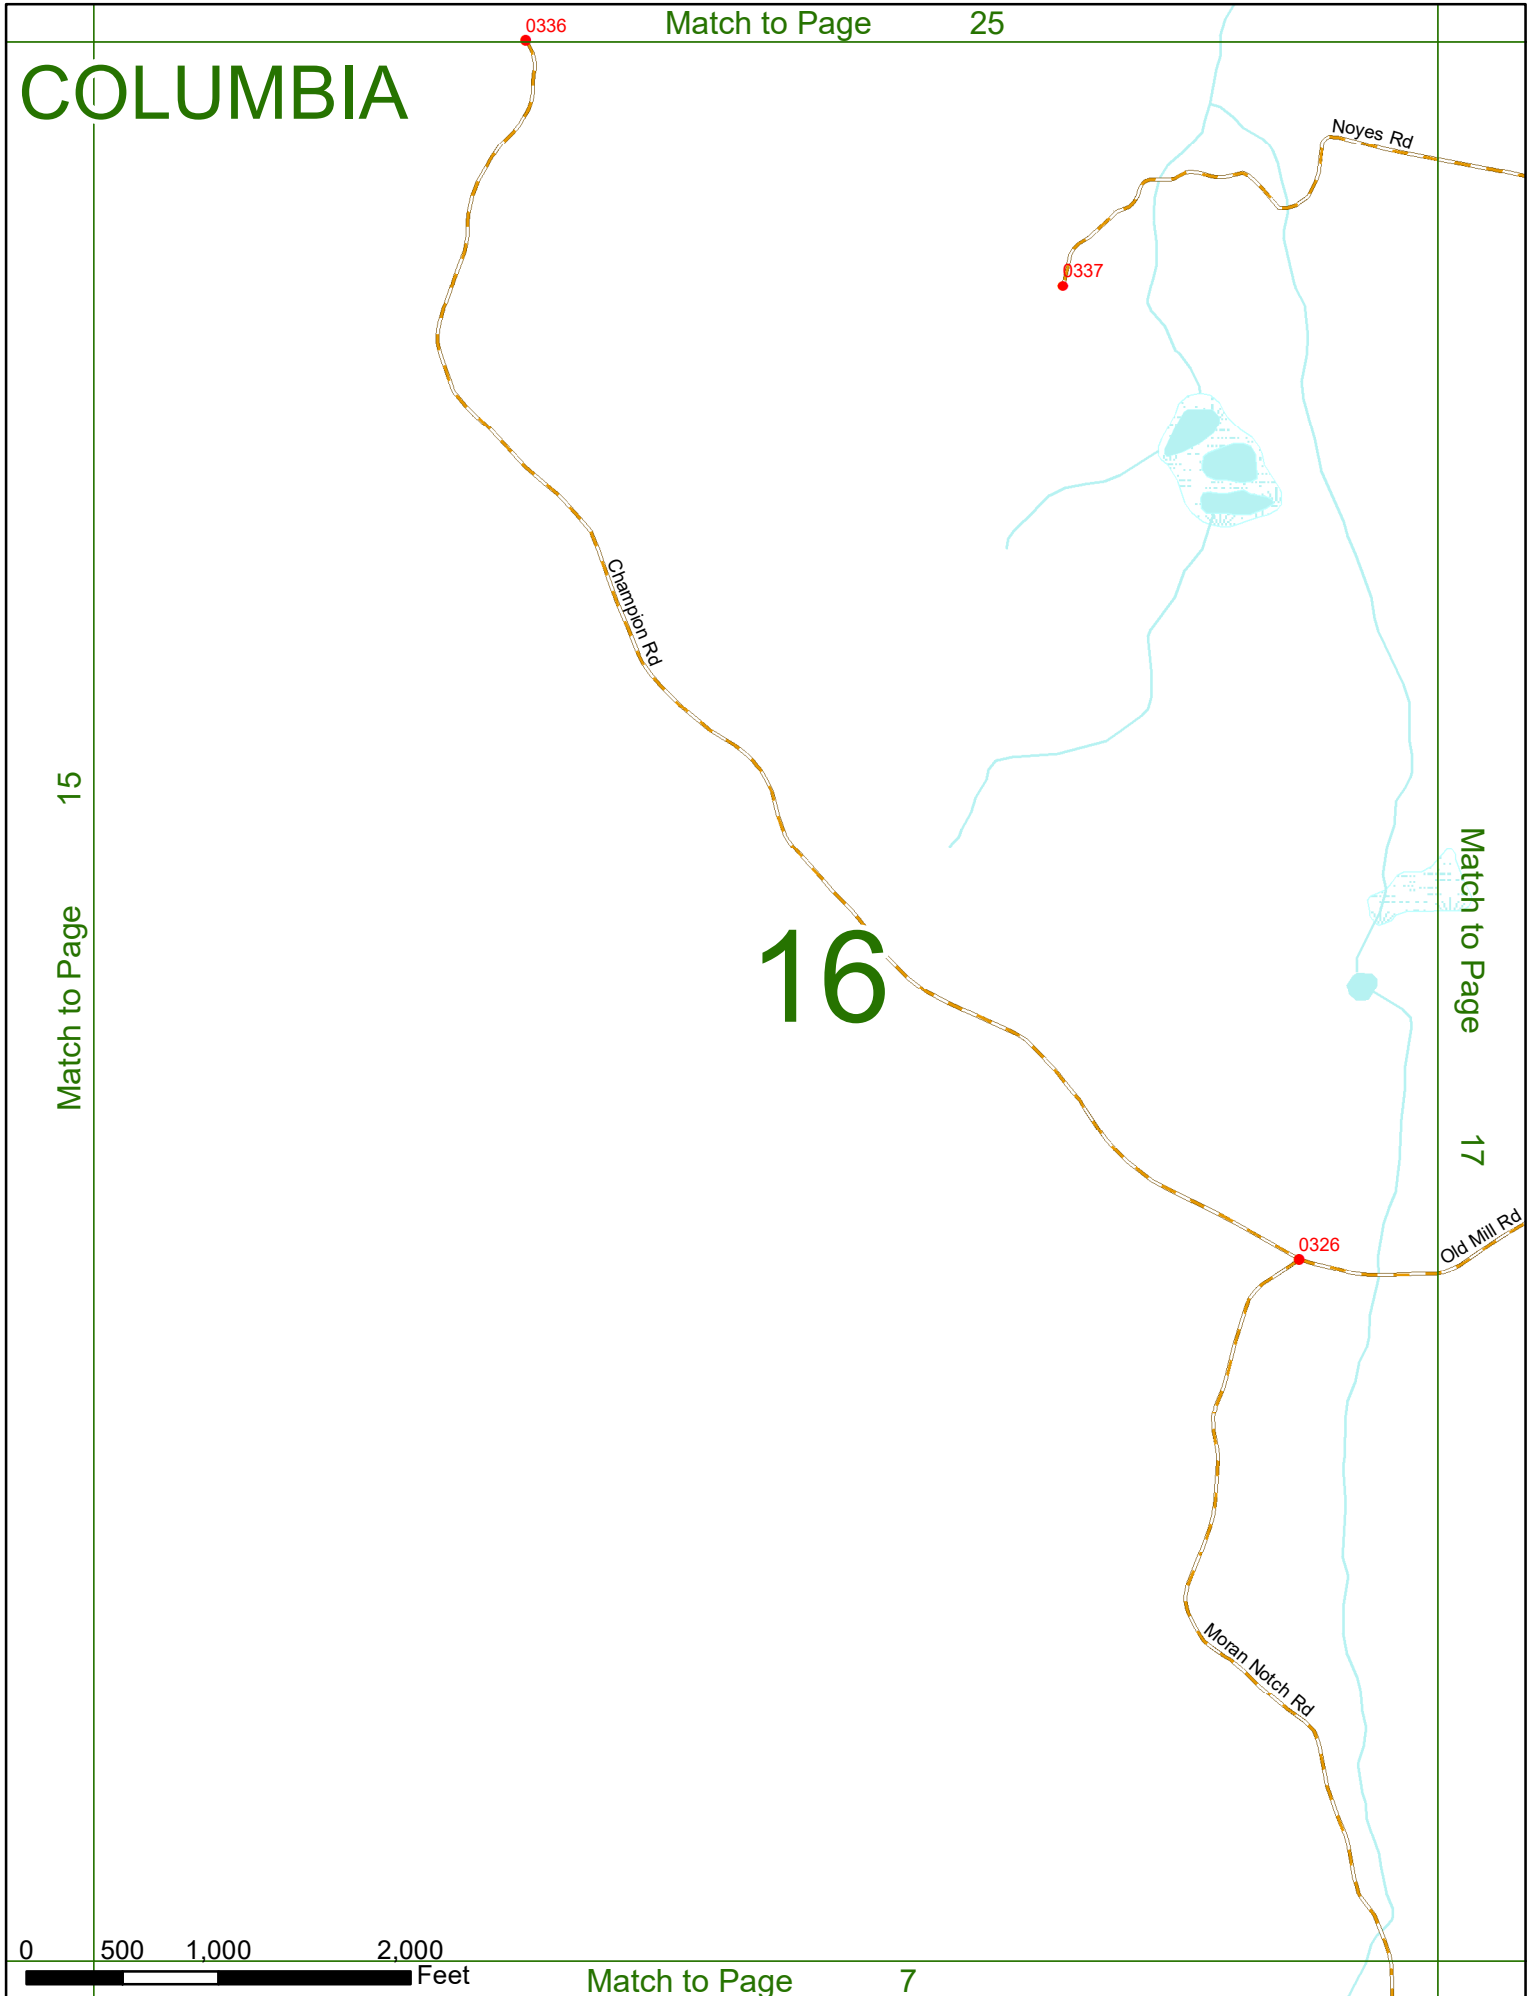 0336
Match to Page 25
COLUMBIA
Noyes Rd
0337
Champion Rd
Match to Page 15
Match to Page 17
16
0326
Old Mill Rd
Moran Notch Rd
0 500 1,000 2,000
Feet
Match to Page 7